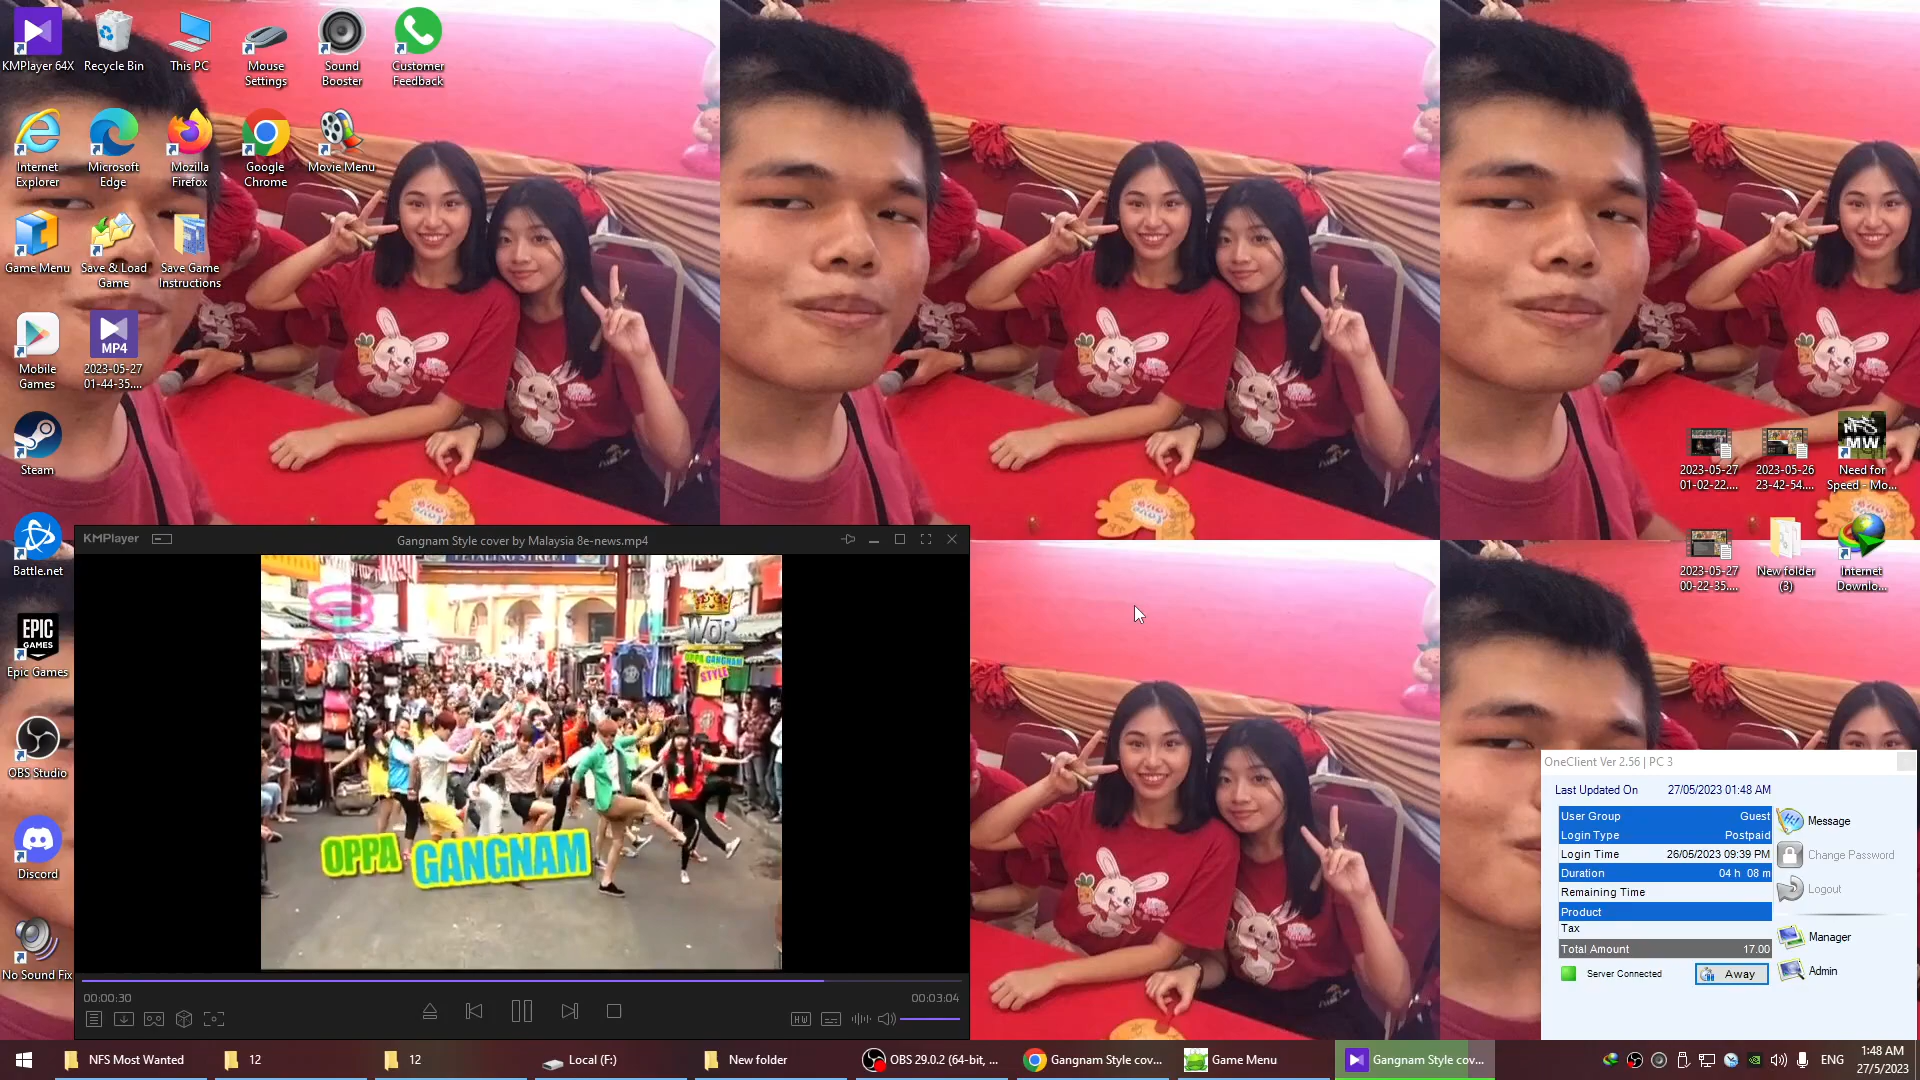 KMPlayer 64X
Recycle Bin
This PC
Mouse
Settings
Sound
Booster
Customer
Feedback
Internet
Explorer
Microsoft
Edge
Mozilla
Firefox
Google
Chrome
Movie Menu
Game Menu
Save & Load
Game
Save Game
Instructions
Mobile
Games
MP4
2023-05-27
01-44-35....
Steam
2023-05-27
01-02-22....
2023-05-26
23-42-54....
NFS
MW
Need for
Speed - Mo...
Battle.net
2023-05-27
00-22-35....
New folder
(3)
Internet
Downlo...
EPIC
GAMES
Epic Games
OBS Studio
Discord
No Sound Fix
KMPlayer
Gangnam Style cover by Malaysia 8e-news.mp4
WOR
OPPA GANGNAM
STYLE
OPPA GANGNAM
00:00:30
00:03:04
HW
OneClient Ver 2.56 | PC 3
Last Updated On 27/05/2023 01:48 AM
User Group Guest
Login Type Postpaid
Login Time 26/05/2023 09:39 PM
Duration 04 h 08 m
Remaining Time
Product
Tax
Total Amount 17.00
Server Connected
Away
Message
Change Password
Logout
Manager
Admin
NFS Most Wanted
12
12
Local (F:)
New folder
OBS 29.0.2 (64-bit, ...
Gangnam Style cov...
Game Menu
Gangnam Style cov...
ENG
1:48 AM
27/5/2023